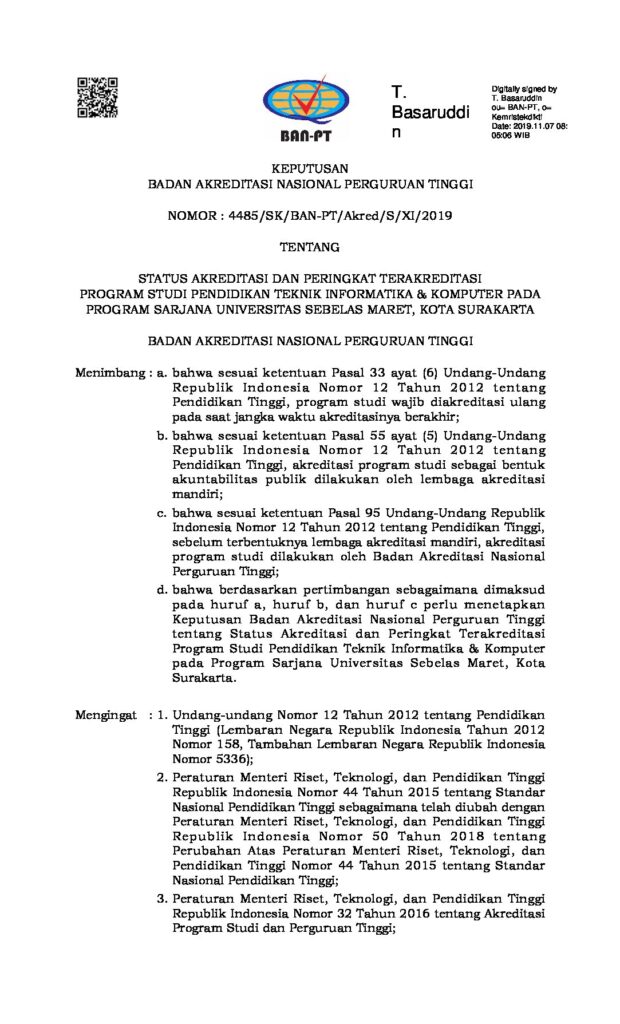 BAN-PT
T.
Basaruddi
n
Digitally signed by
T. Basaruddin
ou= BAN-PT, o=
Kemristekdikti
Date: 2019.11.07 08:
05:06 WIB
KEPUTUSAN
BADAN AKREDITASI NASIONAL PERGURUAN TINGGI
NOMOR : 4485/SK/BAN-PT/Akred/S/XI/2019
TENTANG
STATUS AKREDITASI DAN PERINGKAT TERAKREDITASI
PROGRAM STUDI PENDIDIKAN TEKNIK INFORMATIKA & KOMPUTER PADA
PROGRAM SARJANA UNIVERSITAS SEBELAS MARET, KOTA SURAKARTA
BADAN AKREDITASI NASIONAL PERGURUAN TINGGI
Menimbang : a. bahwa sesuai ketentuan Pasal 33 ayat (6) Undang-Undang
Republik Indonesia Nomor 12 Tahun 2012 tentang
Pendidikan Tinggi, program studi wajib diakreditasi ulang
pada saat jangka waktu akreditasinya berakhir;
b. bahwa sesuai ketentuan Pasal 55 ayat (5) Undang-Undang
Republik Indonesia Nomor 12 Tahun 2012 tentang
Pendidikan Tinggi, akreditasi program studi sebagai bentuk
akuntabilitas publik dilakukan oleh lembaga akreditasi
mandiri;
c. bahwa sesuai ketentuan Pasal 95 Undang-Undang Republik
Indonesia Nomor 12 Tahun 2012 tentang Pendidikan Tinggi,
sebelum terbentuknya lembaga akreditasi mandiri, akreditasi
program studi dilakukan oleh Badan Akreditasi Nasional
Perguruan Tinggi;
d. bahwa berdasarkan pertimbangan sebagaimana dimaksud
pada huruf a, huruf b, dan huruf c perlu menetapkan
Keputusan Badan Akreditasi Nasional Perguruan Tinggi
tentang Status Akreditasi dan Peringkat Terakreditasi
Program Studi Pendidikan Teknik Informatika & Komputer
pada Program Sarjana Universitas Sebelas Maret, Kota
Surakarta.
Mengingat : 1. Undang-undang Nomor 12 Tahun 2012 tentang Pendidikan
Tinggi (Lembaran Negara Republik Indonesia Tahun 2012
Nomor 158, Tambahan Lembaran Negara Republik Indonesia
Nomor 5336);
2. Peraturan Menteri Riset, Teknologi, dan Pendidikan Tinggi
Republik Indonesia Nomor 44 Tahun 2015 tentang Standar
Nasional Pendidikan Tinggi sebagaimana telah diubah dengan
Peraturan Menteri Riset, Teknologi, dan Pendidikan Tinggi
Republik Indonesia Nomor 50 Tahun 2018 tentang
Perubahan Atas Peraturan Menteri Riset, Teknologi, dan
Pendidikan Tinggi Nomor 44 Tahun 2015 tentang Standar
Nasional Pendidikan Tinggi;
3. Peraturan Menteri Riset, Teknologi, dan Pendidikan Tinggi
Republik Indonesia Nomor 32 Tahun 2016 tentang Akreditasi
Program Studi dan Perguruan Tinggi;